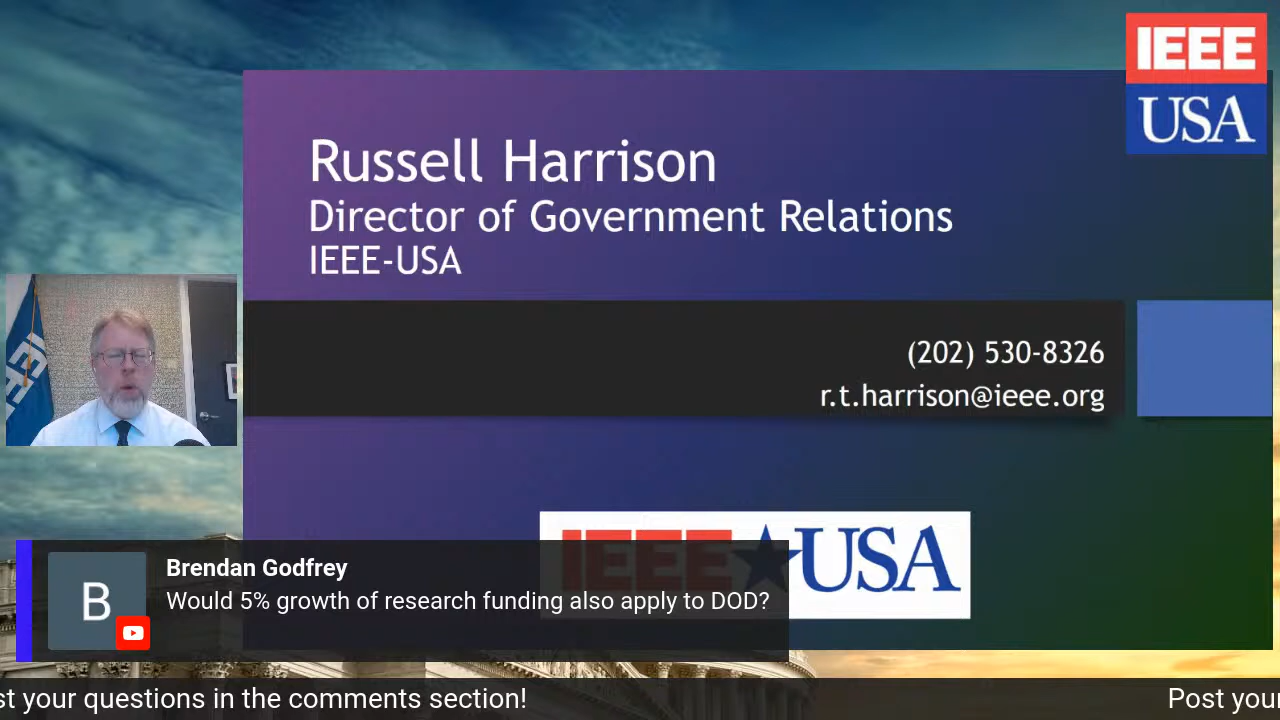 IEEE
USA
Russell Harrison
Director of Government Relations
IEEE-USA
(202) 530-8326
r.t.harrison@ieee.org
IEEE USA
Brendan Godfrey
B
Would 5% growth of research funding also apply to DOD?
st your questions in the comments section!
Post your